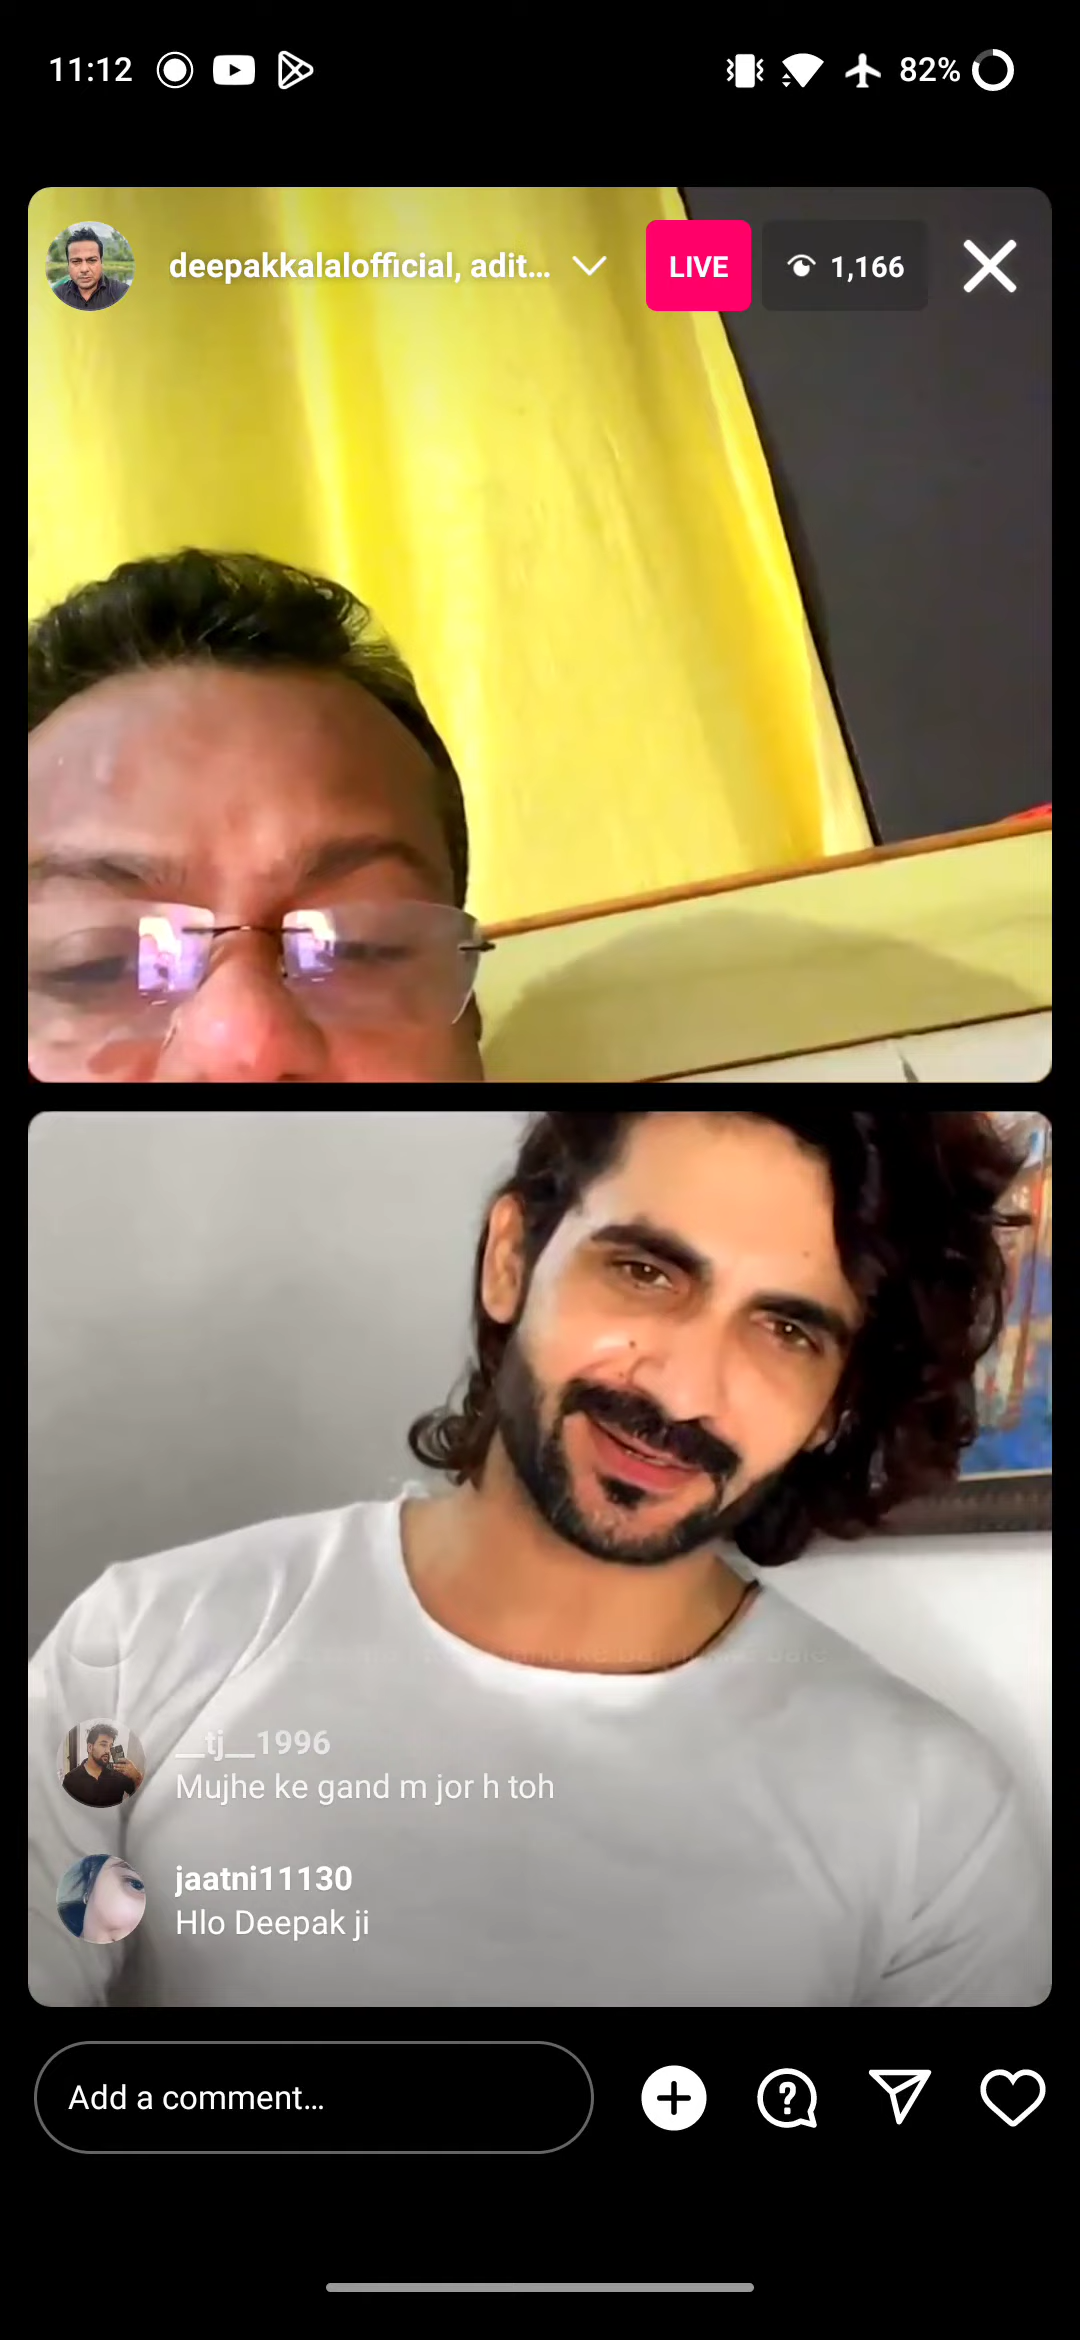 11:12
82%
deepakkalalofficial, adit...
LIVE
1,166
__tj__1996
Mujhe ke gand m jor h toh
jaatni11130
Hlo Deepak ji
Add a comment...